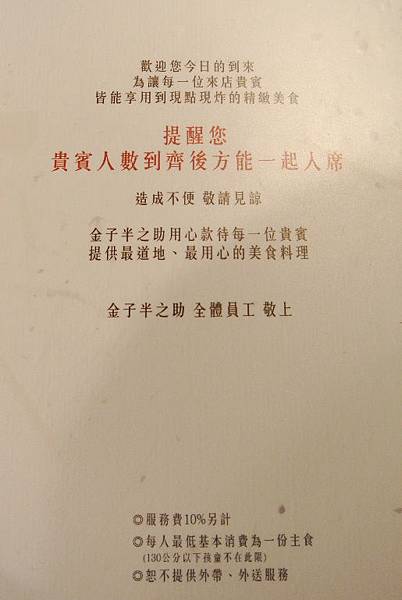 歡迎您今日的到來
為讓每一位來店貴賓
皆能享用到現點現炸的精緻美食
提醒您
貴賓人數到齊後方能一起人席
造成不便 敬請見諒
金子半之助用心款待每一位貴賓
提供最道地、最用心的美食料理
金子半之助 全體員工 敬上
◎服務費10%另計
◎每人最低基本消費為一份主食
(130公分以下孩童不在此限)
◎恕不提供外帶、外送服務